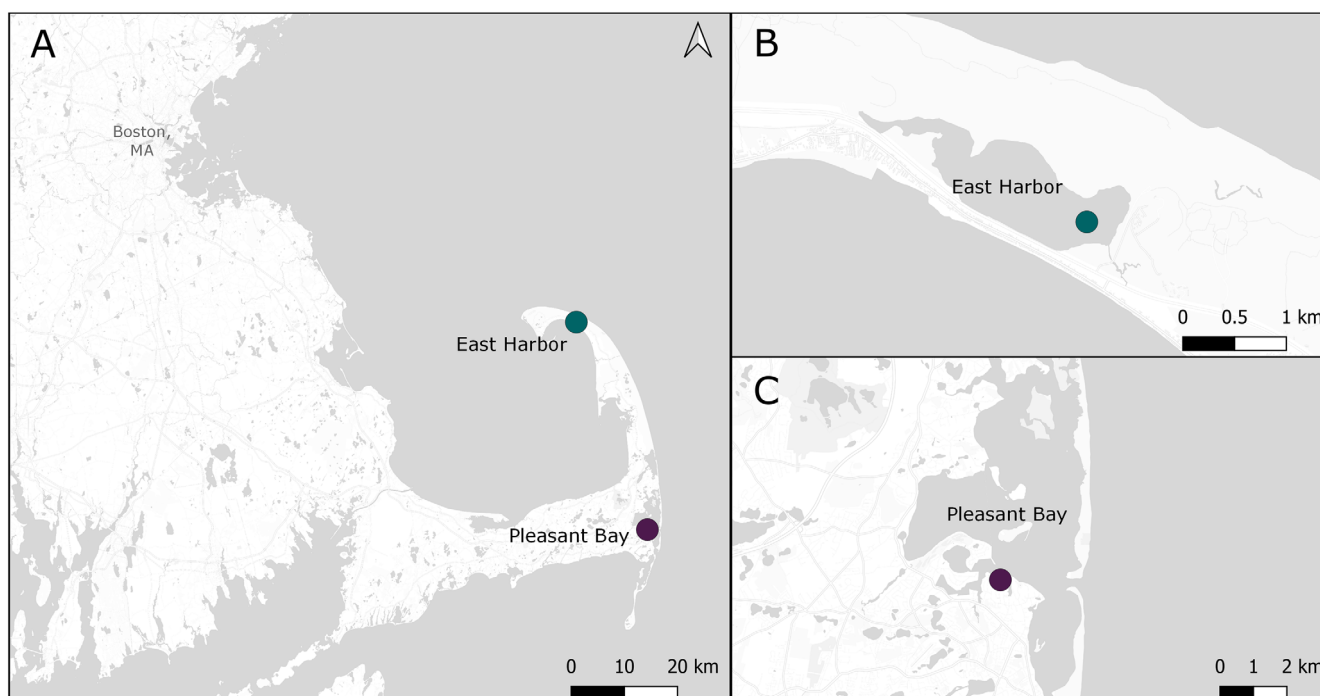 A
Boston,
MA
East Harbor
Pleasant Bay
0 10 20 km
B
East Harbor
0 0.5 1 km
C
Pleasant Bay
0 1 2 km